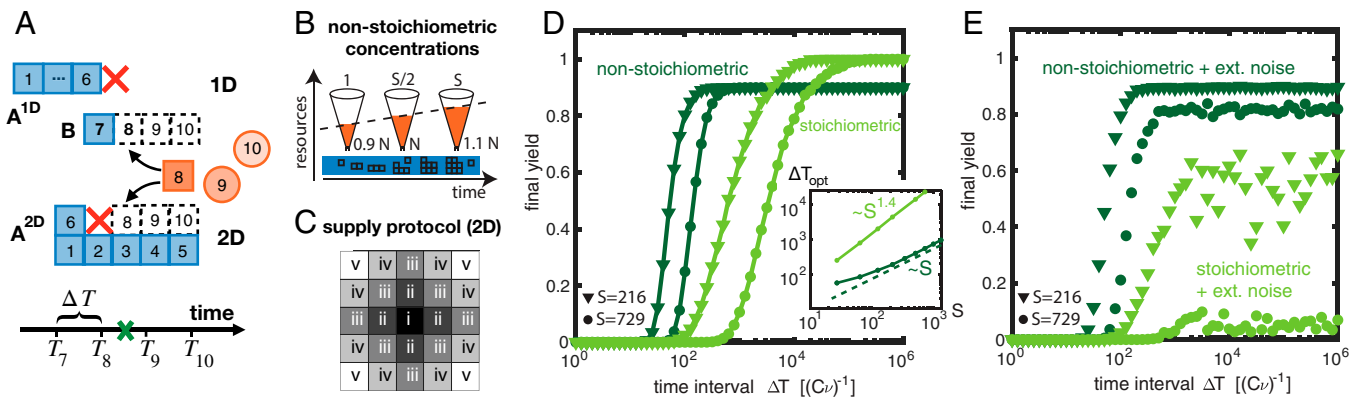 A
1 ... 6
1D
A1D
B
7 8 9 10
10
8
9
6 8 9 10
A2D
1 2 3 4 5
2D
ΔT
time
T7 T8 T9 T10
B
non-stoichiometric
concentrations
1 S/2 S
resources
0.9 N N 1.1 N
time
C
supply protocol (2D)
v iv iii iv v
iv iii ii iii iv
iii ii i ii iii
iv iii ii iii iv
v iv iii iv v
D
1
0.8
0.6
0.4
0.2
0
final yield
non-stoichiometric
stoichiometric
S=216
S=729
ΔTopt
10^4
10^3
10^2
~S^1.4
~S
10^1 10^2 10^3
S
10^0 10^2 10^4 10^6
time interval ΔT [(Cν)^-1]
E
1
0.8
0.6
0.4
0.2
0
final yield
non-stoichiometric + ext. noise
stoichiometric
+ ext. noise
S=216
S=729
10^0 10^2 10^4 10^6
time interval ΔT [(Cν)^-1]